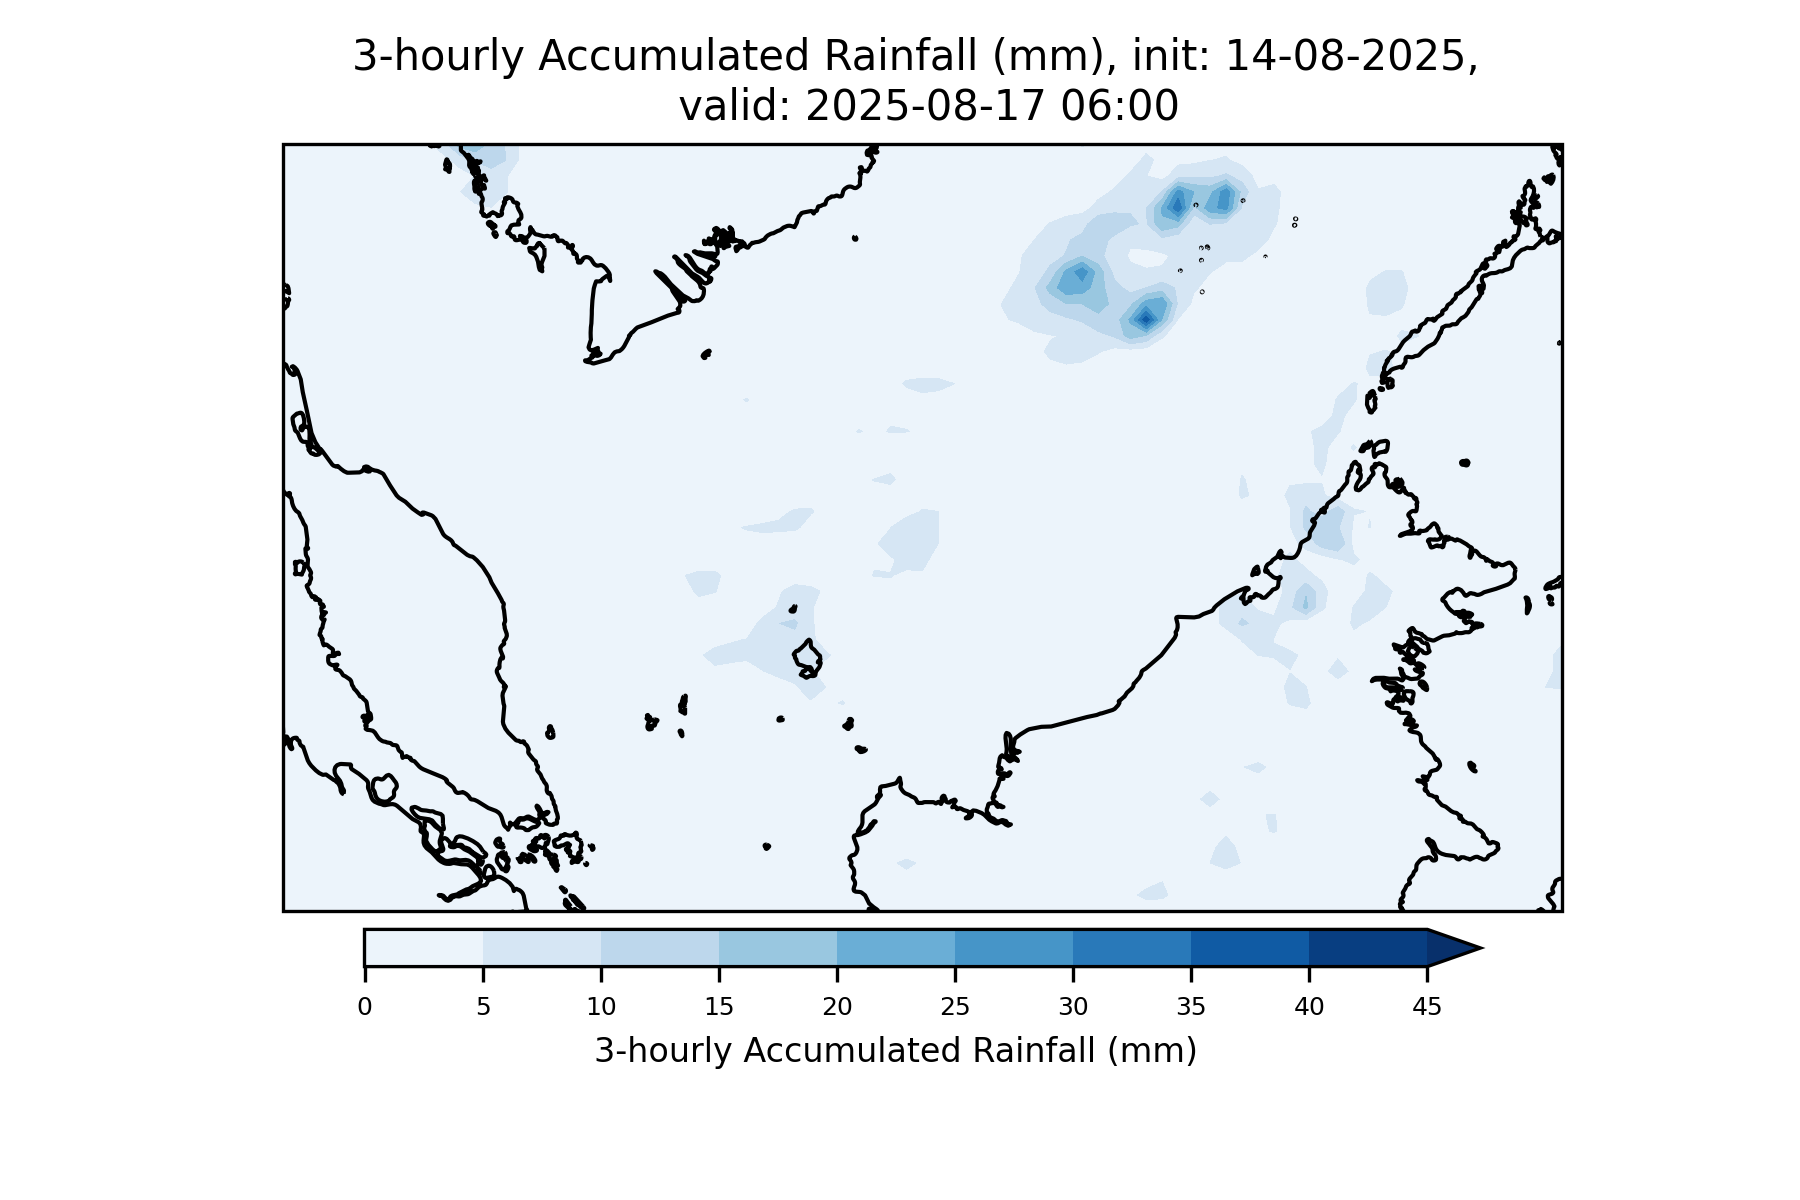 3-hourly Accumulated Rainfall (mm), init: 14-08-2025,
valid: 2025-08-17 06:00
0 5 10 15 20 25 30 35 40 45
3-hourly Accumulated Rainfall (mm)